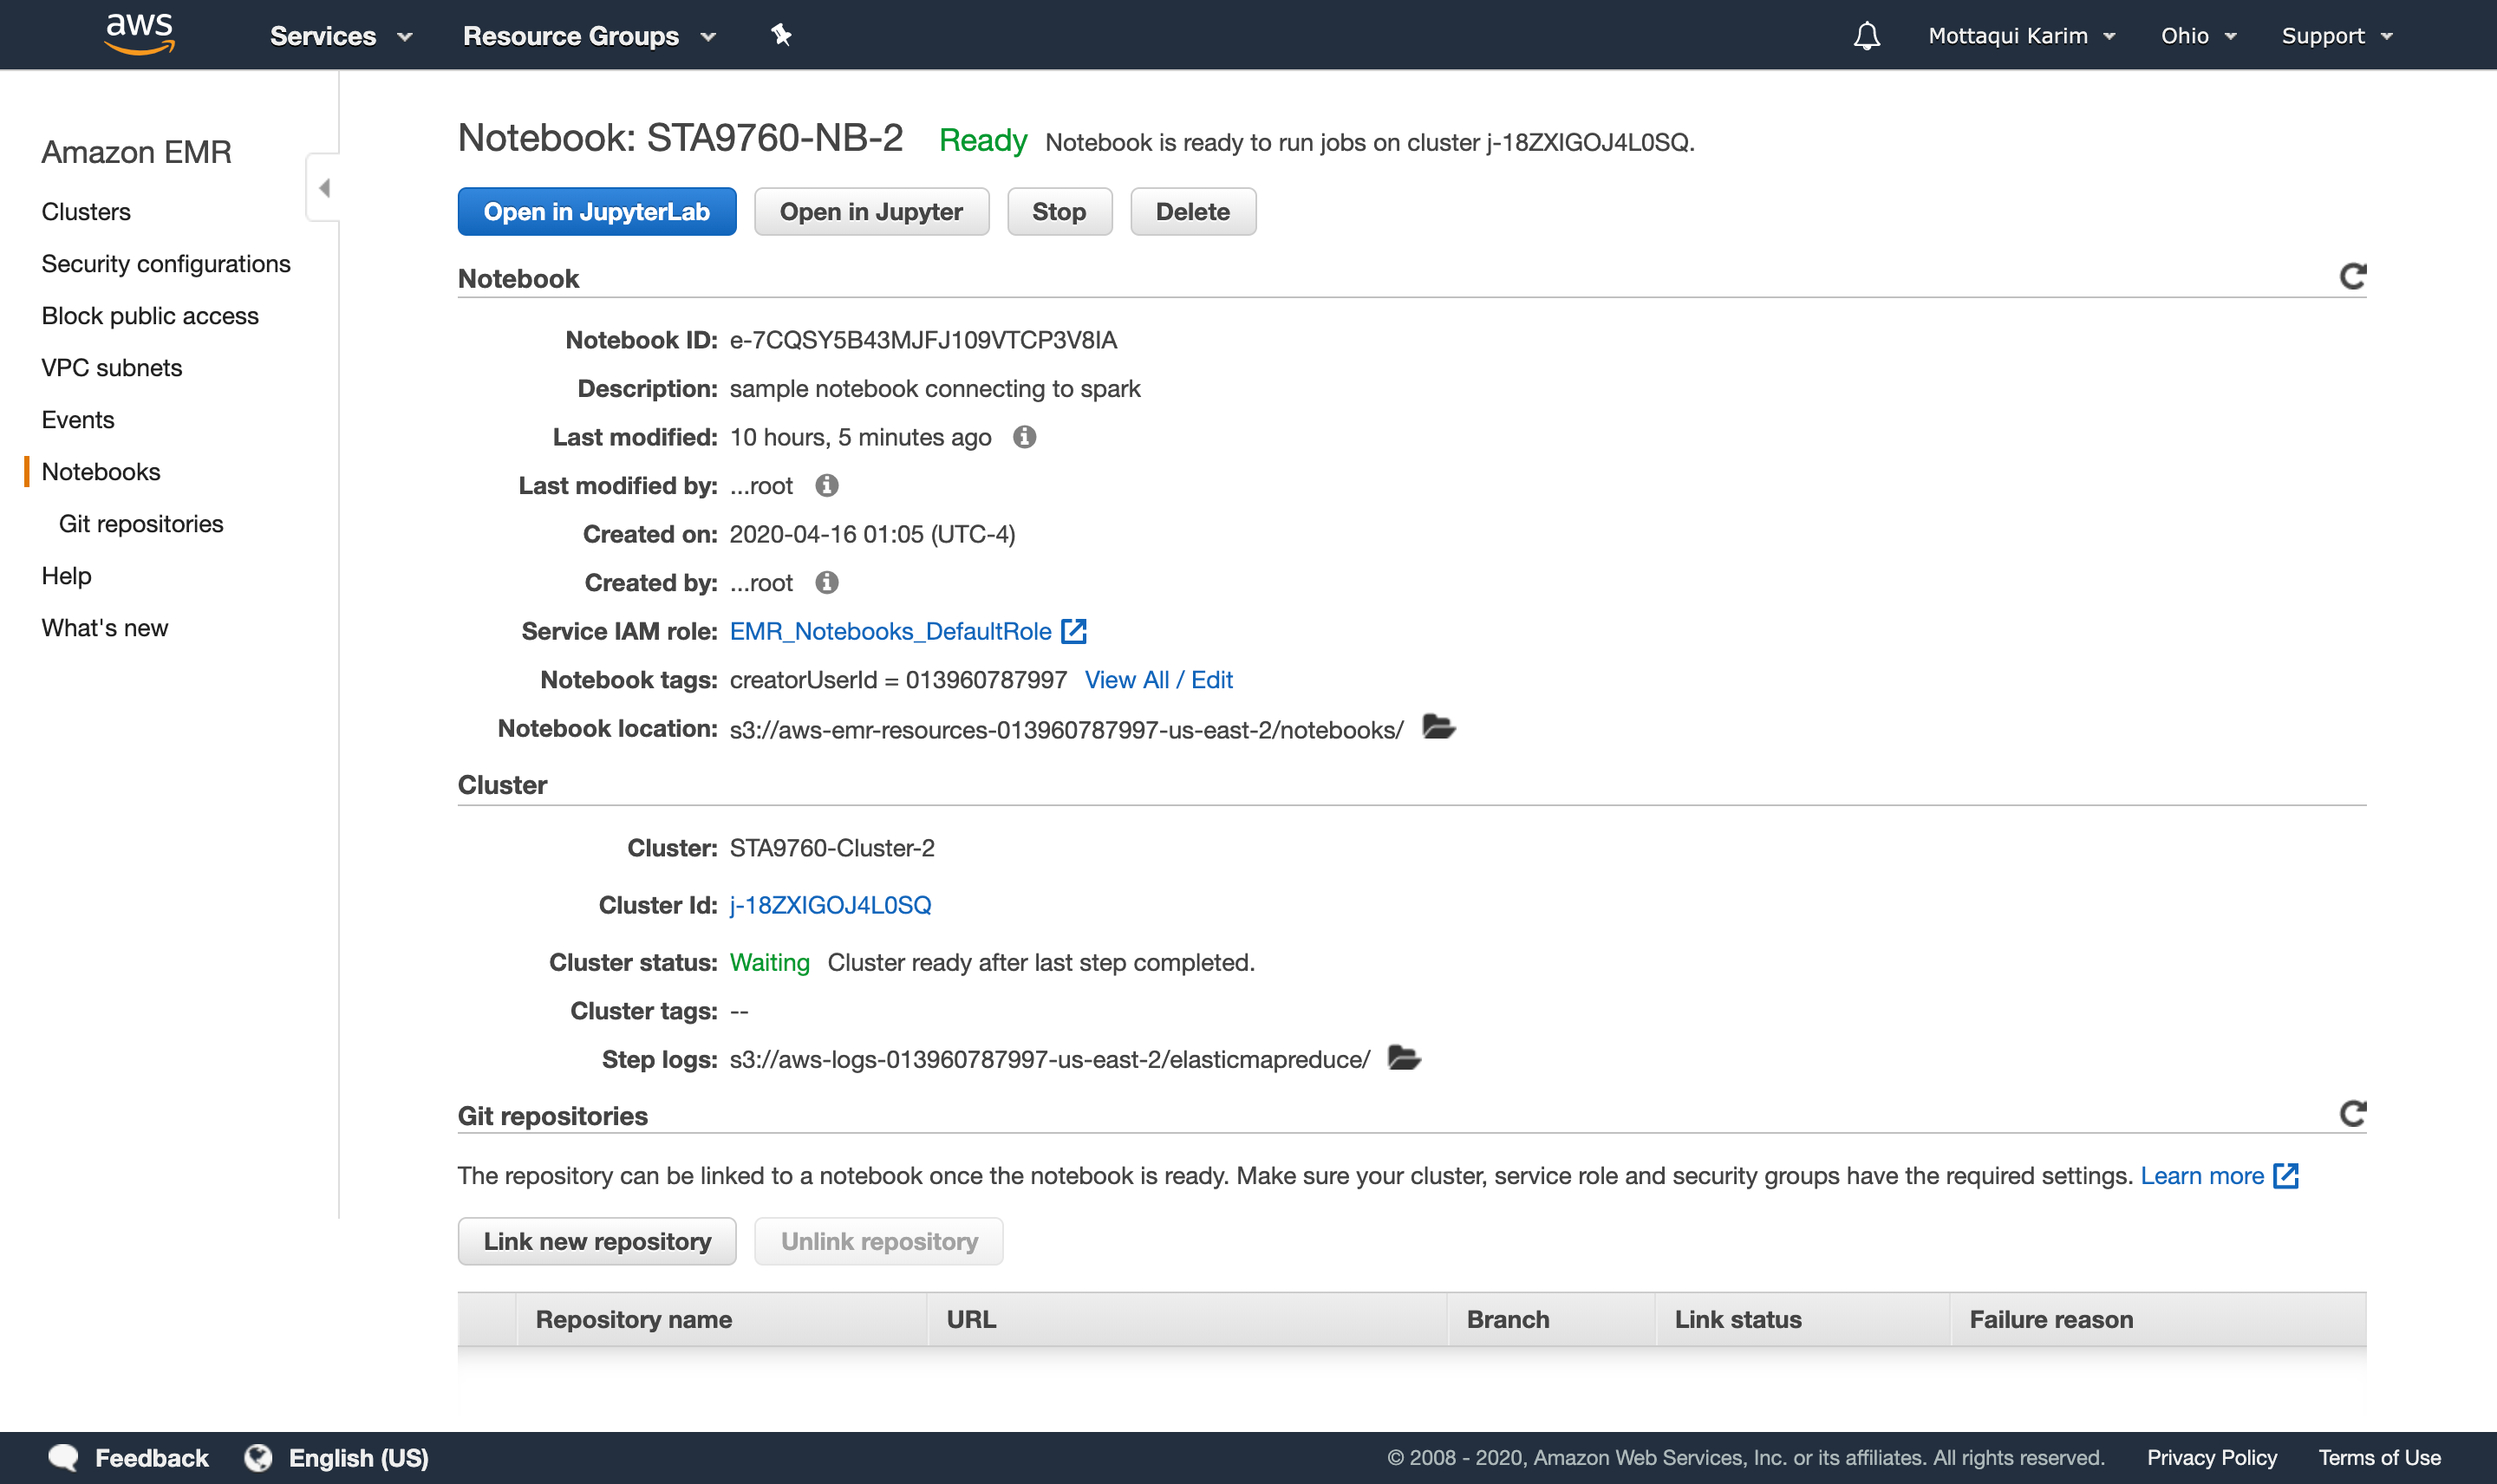 aws Services Resource Groups Mottaqui Karim Ohio Support
Amazon EMR
Clusters
Security configurations
Block public access
VPC subnets
Events
Notebooks
Git repositories
Help
What's new
Notebook: STA9760-NB-2 Ready Notebook is ready to run jobs on cluster j-18ZXIGOJ4L0SQ.
Open in JupyterLab Open in Jupyter Stop Delete
Notebook
Notebook ID: e-7CQSY5B43MJFJ109VTCP3V8IA
Description: sample notebook connecting to spark
Last modified: 10 hours, 5 minutes ago
Last modified by: ...root
Created on: 2020-04-16 01:05 (UTC-4)
Created by: ...root
Service IAM role: EMR_Notebooks_DefaultRole
Notebook tags: creatorUserId = 013960787997 View All / Edit
Notebook location: s3://aws-emr-resources-013960787997-us-east-2/notebooks/
Cluster
Cluster: STA9760-Cluster-2
Cluster Id: j-18ZXIGOJ4L0SQ
Cluster status: Waiting Cluster ready after last step completed.
Cluster tags: --
Step logs: s3://aws-logs-013960787997-us-east-2/elasticmapreduce/
Git repositories
The repository can be linked to a notebook once the notebook is ready. Make sure your cluster, service role and security groups have the required settings. Learn more
Link new repository Unlink repository
Repository name URL Branch Link status Failure reason
Feedback English (US) © 2008 - 2020, Amazon Web Services, Inc. or its affiliates. All rights reserved. Privacy Policy Terms of Use